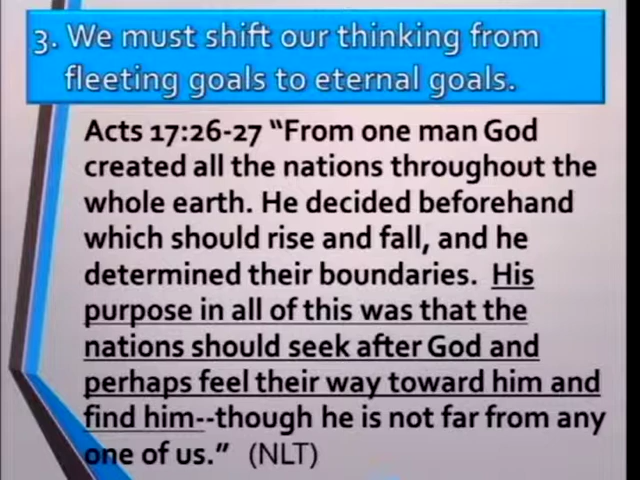 3. We must shift our thinking from
fleeting goals to eternal goals.
Acts 17:26-27 “From one man God
created all the nations throughout the
whole earth. He decided beforehand
which should rise and fall, and he
determined their boundaries. His
purpose in all of this was that the
nations should seek after God and
perhaps feel their way toward him and
find him--though he is not far from any
one of us.” (NLT)